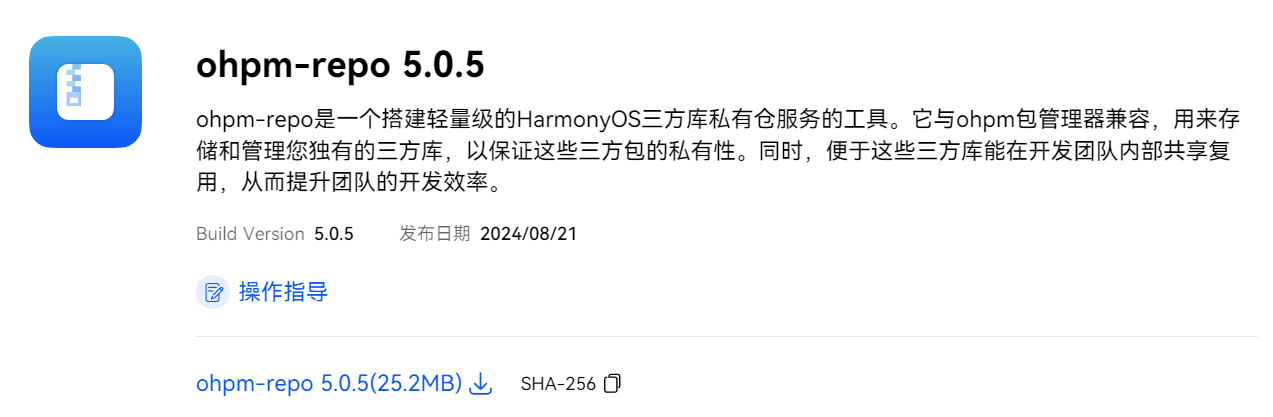 ohpm-repo 5.0.5
ohpm-repo是一个搭建轻量级的HarmonyOS三方库私有仓服务的工具。它与ohpm包管理器兼容，用来存
储和管理您独有的三方库，以保证这些三方包的私有性。同时，便于这些三方库能在开发团队内部共享复
用，从而提升团队的开发效率。
Build Version 5.0.5 发布日期 2024/08/21
操作指导
ohpm-repo 5.0.5(25.2MB) SHA-256